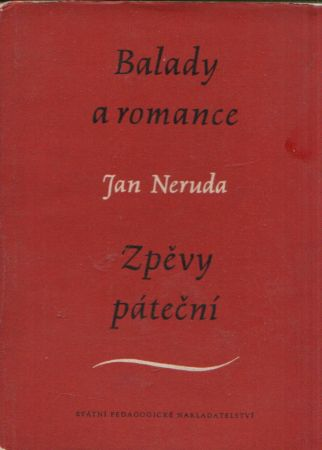 Balady
a romance
Jan Neruda
Zpěvy
páteční
STÁTNÍ PEDAGOGICKÉ NAKLADATELSTVÍ